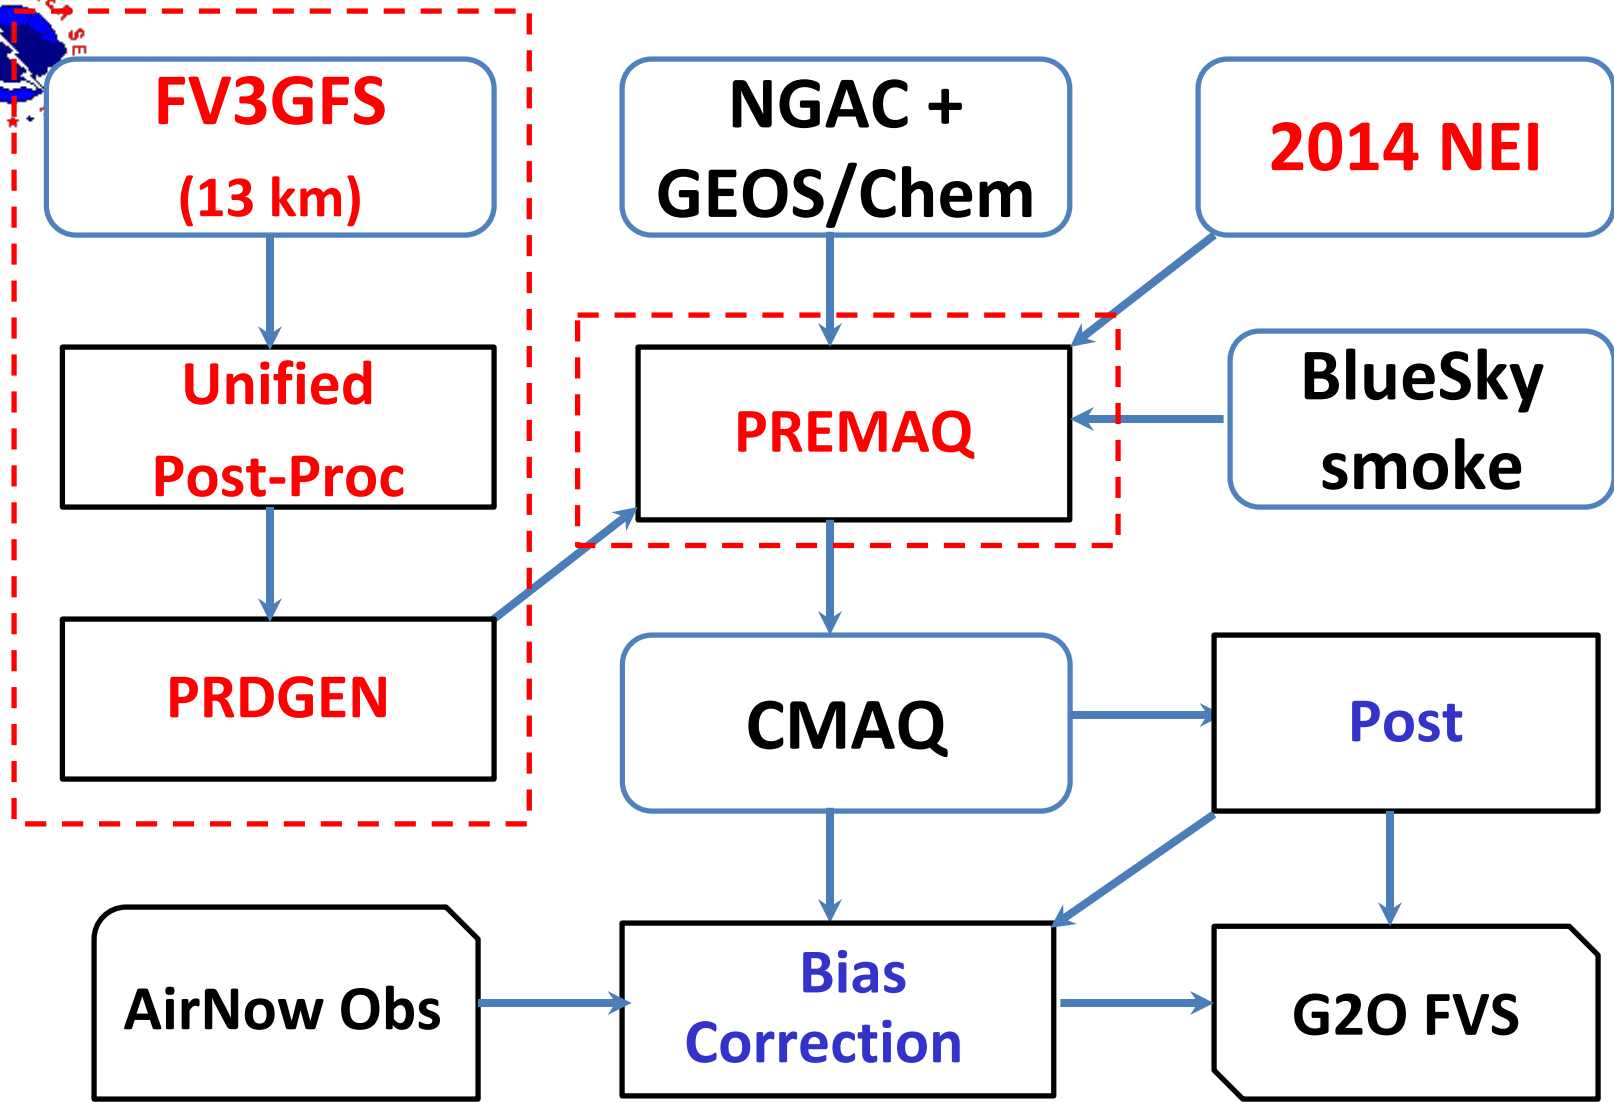 FV3GFS
(13 km)
NGAC +
GEOS/Chem
2014 NEI
Unified
Post-Proc
PREMAQ
BlueSky
smoke
PRDGEN
CMAQ
Post
AirNow Obs
Bias
Correction
G2O FVS